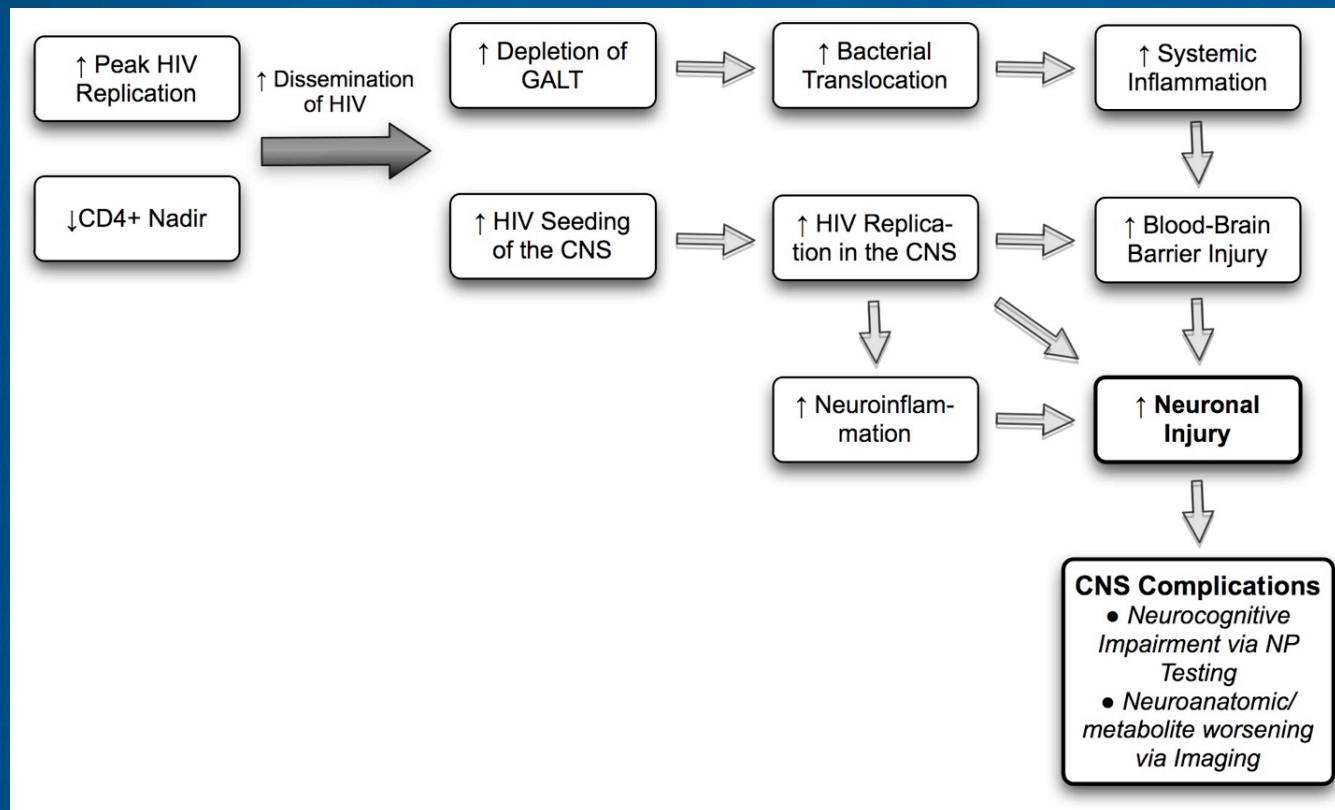 ↑ Peak HIV
Replication
↑ Dissemination
of HIV
↑ Depletion of
GALT
↑ Bacterial
Translocation
↑ Systemic
Inflammation
↓CD4+ Nadir
↑ HIV Seeding
of the CNS
↑ HIV Replica-
tion in the CNS
↑ Blood-Brain
Barrier Injury
↑ Neuroinflam-
mation
↑ Neuronal
Injury
CNS Complications
● Neurocognitive
Impairment via NP
Testing
● Neuroanatomic/
metabolite worsening
via Imaging